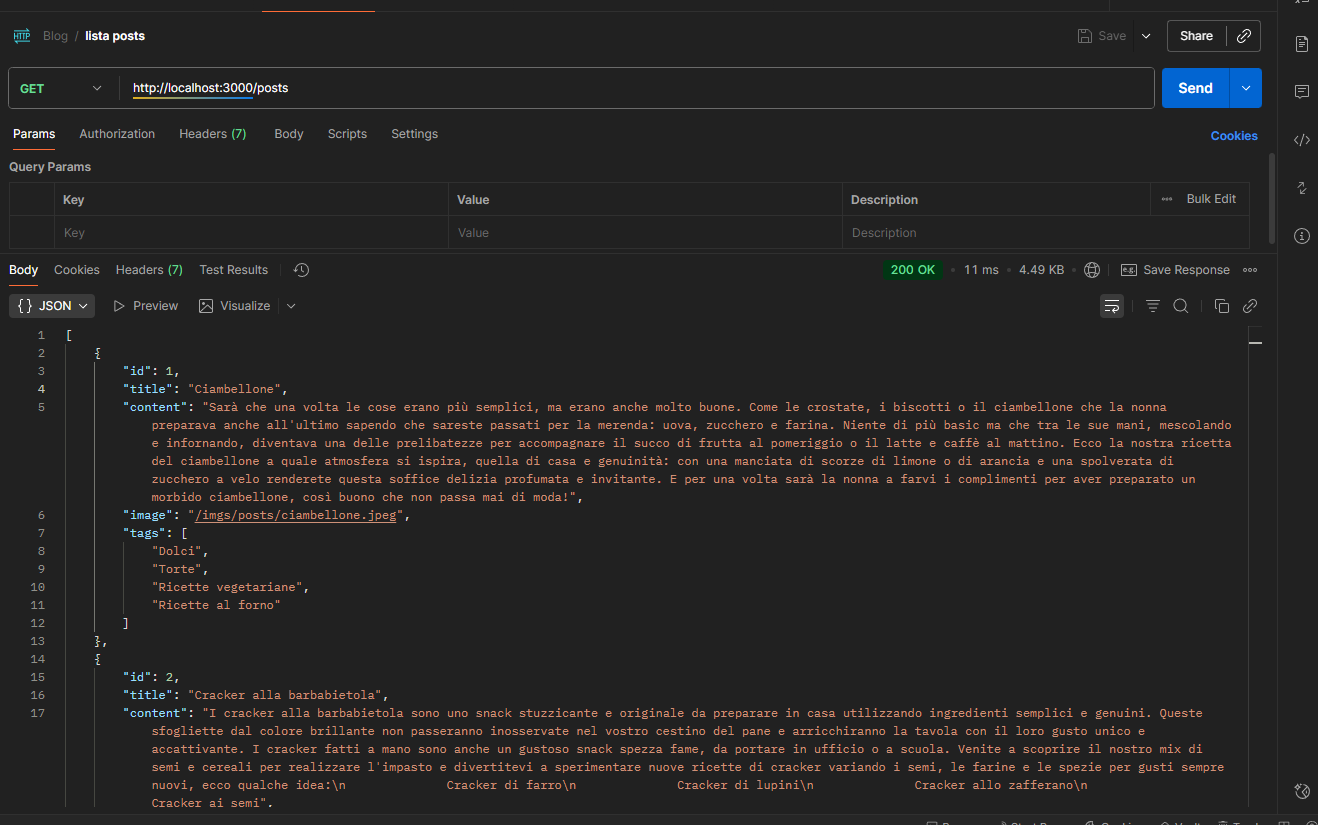 HTTP Blog / lista posts
Save
Share
GET
http://localhost:3000/posts
Send
Params Authorization Headers (7) Body Scripts Settings
Cookies
Query Params
Key Value Description ••• Bulk Edit
Key Value Description
Body Cookies Headers (7) Test Results
200 OK • 11 ms • 4.49 KB •
e.g. Save Response •••
{} JSON Preview Visualize
1 [
2 {
3 "id": 1,
4 "title": "Ciambellone",
5 "content": "Sarà che una volta le cose erano più semplici, ma erano anche molto buone. Come le crostate, i biscotti o il ciambellone che la nonna
preparava anche all'ultimo sapendo che sareste passati per la merenda: uova, zucchero e farina. Niente di più basic ma che tra le sue mani, mescolando
e infornando, diventava una delle prelibatezze per accompagnare il succo di frutta al pomeriggio o il latte e caffè al mattino. Ecco la nostra ricetta
del ciambellone a quale atmosfera si ispira, quella di casa e genuinità: con una manciata di scorze di limone o di arancia e una spolverata di
zucchero a velo renderete questa soffice delizia profumata e invitante. E per una volta sarà la nonna a farvi i complimenti per aver preparato un
morbido ciambellone, così buono che non passa mai di moda!",
6 "image": "/imgs/posts/ciambellone.jpeg",
7 "tags": [
8 "Dolci",
9 "Torte",
10 "Ricette vegetariane",
11 "Ricette al forno"
12 ]
13 },
14 {
15 "id": 2,
16 "title": "Cracker alla barbabietola",
17 "content": "I cracker alla barbabietola sono uno snack stuzzicante e originale da preparare in casa utilizzando ingredienti semplici e genuini. Queste
sfogliette dal colore brillante non passeranno inosservate nel vostro cestino del pane e arricchiranno la tavola con il loro gusto unico e
accattivante. I cracker fatti a mano sono anche un gustoso snack spezza fame, da portare in ufficio o a scuola. Venite a scoprire il nostro mix di
semi e cereali per realizzare l'impasto e divertitevi a sperimentare nuove ricette di cracker variando i semi, le farine e le spezie per gusti sempre
nuovi, ecco qualche idea:\n Cracker di farro\n Cracker di lupini\n Cracker allo zafferano\n
Cracker ai semi",